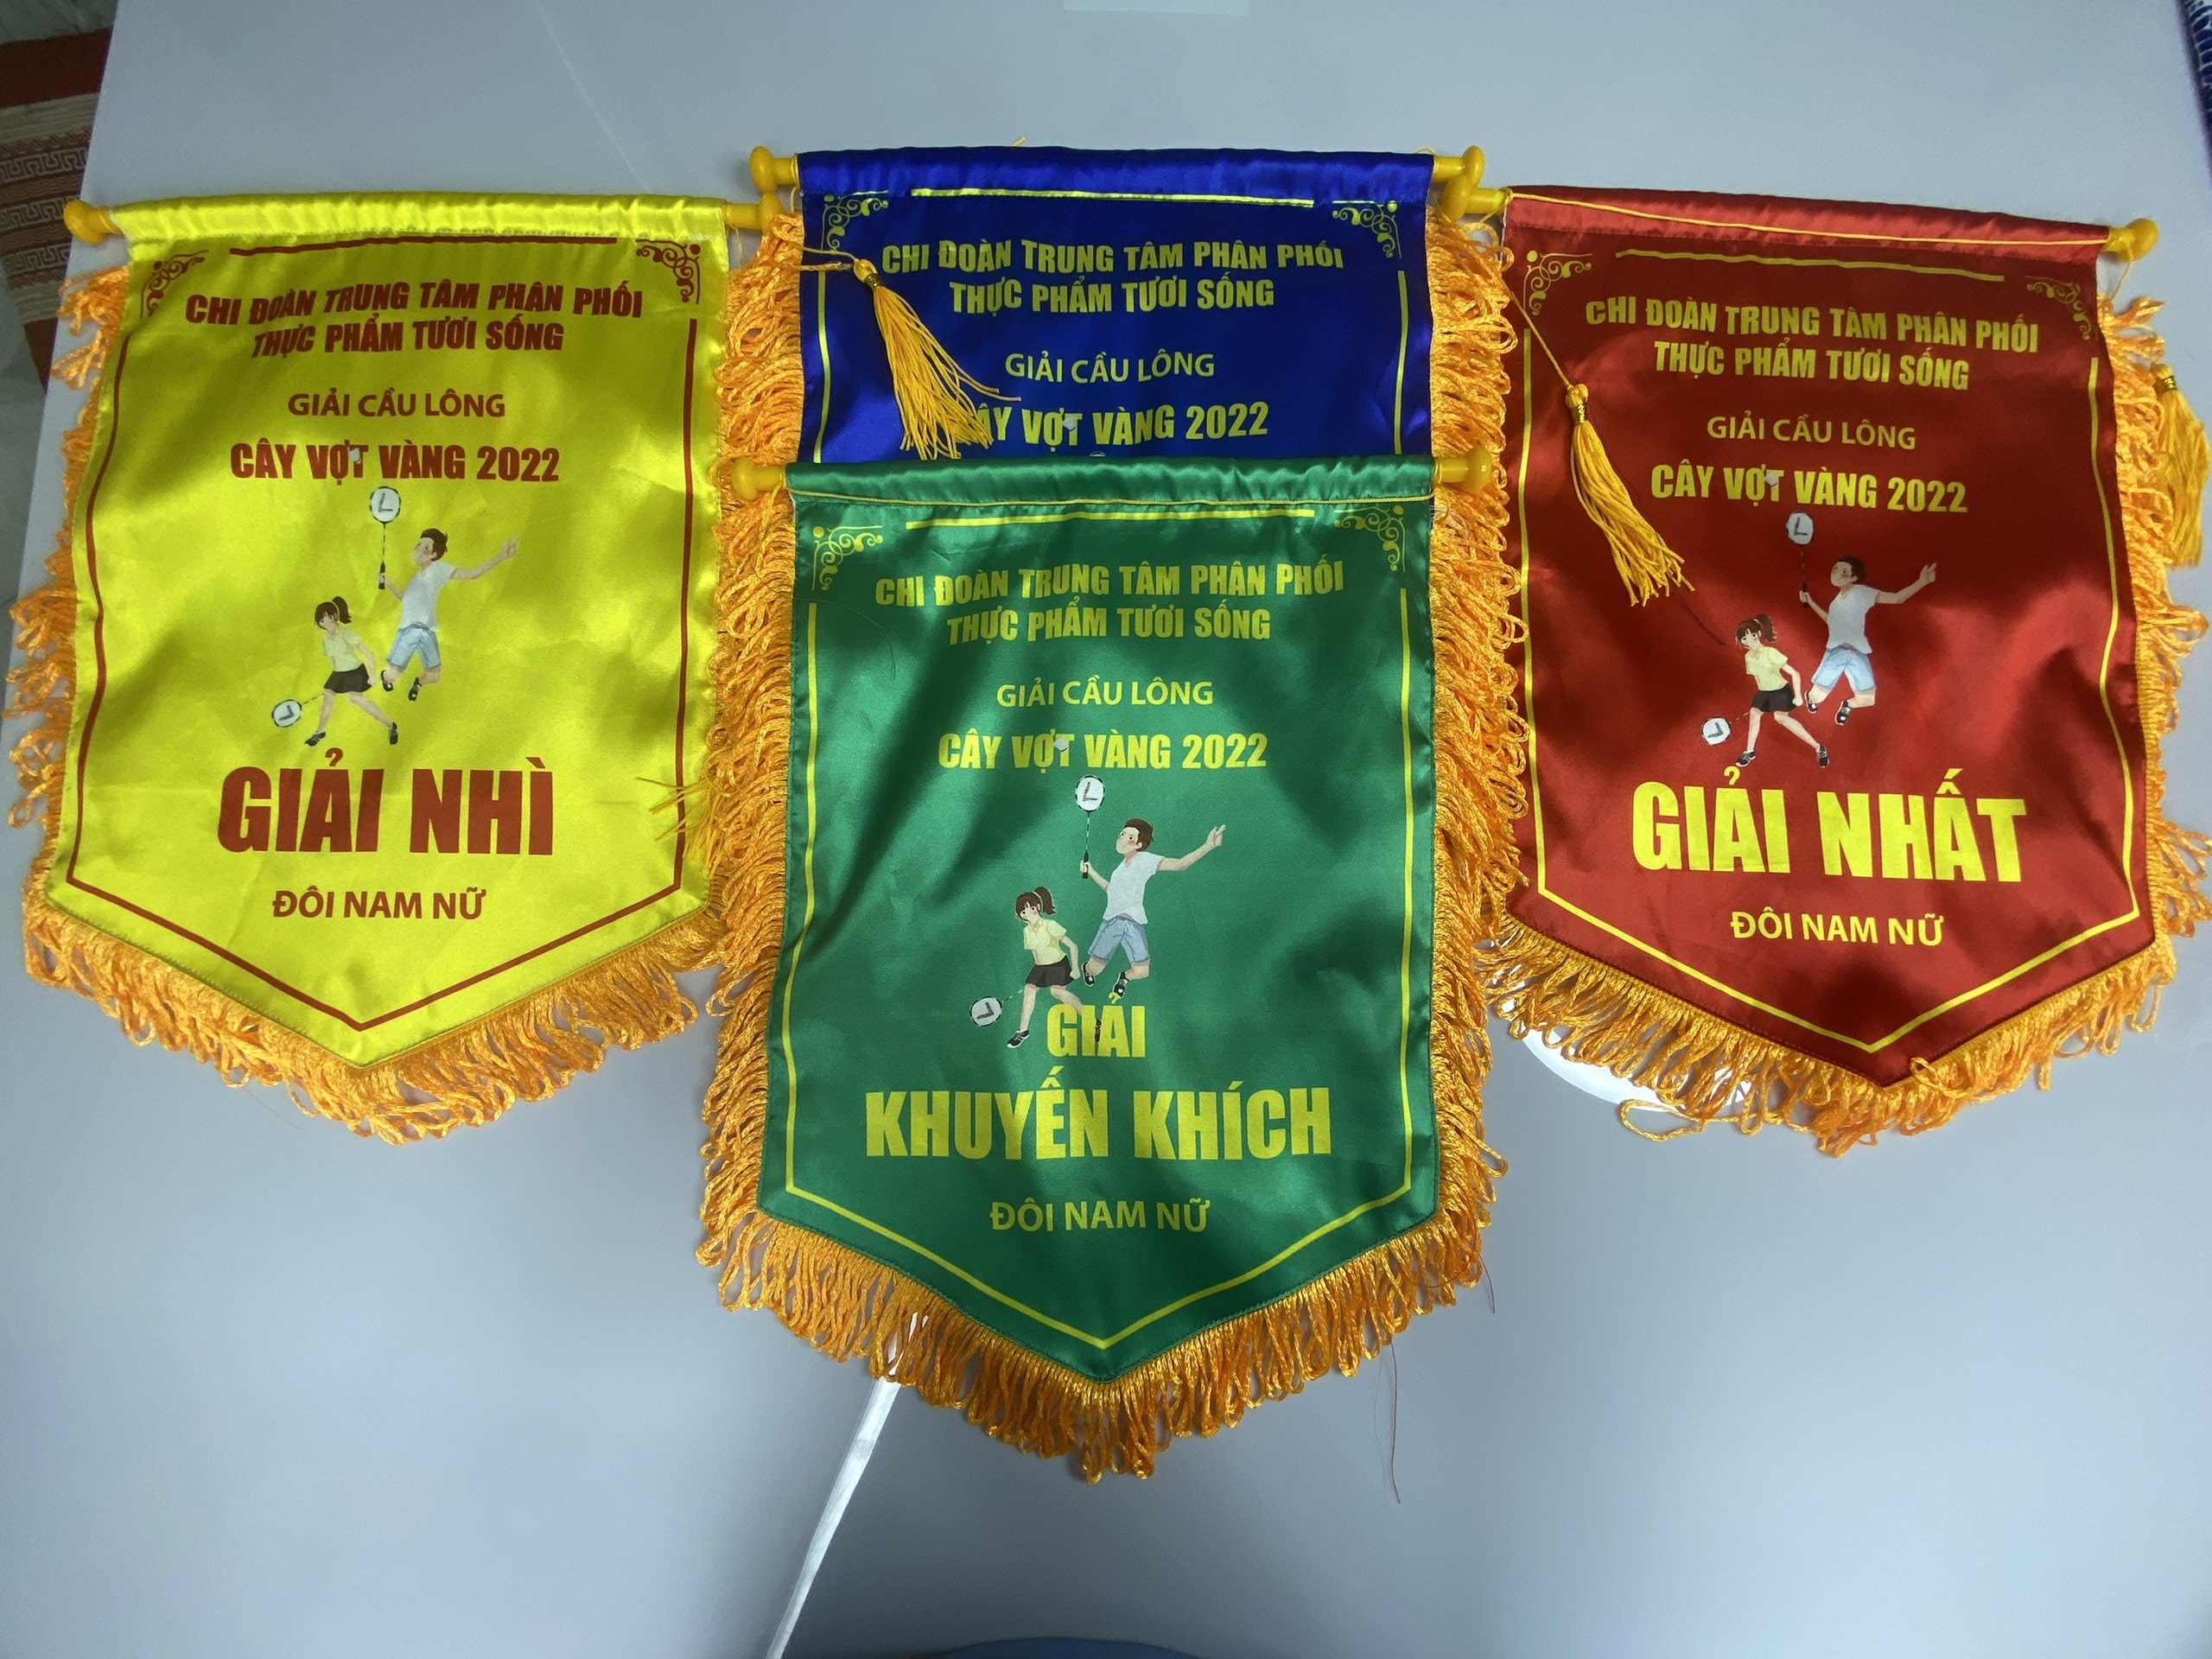 CHI ĐOÀN TRUNG TÂM PHÂN PHỐI
THỰC PHẨM TƯƠI SỐNG
GIẢI CẦU LÔNG
CÂY VỢT VÀNG 2022
GIẢI NHÌ
ĐÔI NAM NỮ
CHI ĐOÀN TRUNG TÂM PHÂN PHỐI
THỰC PHẨM TƯƠI SỐNG
GIẢI CẦU LÔNG
CÂY VỢT VÀNG 2022
CHI ĐOÀN TRUNG TÂM PHÂN PHỐI
THỰC PHẨM TƯƠI SỐNG
GIẢI CẦU LÔNG
CÂY VỢT VÀNG 2022
GIẢI
KHUYẾN KHÍCH
ĐÔI NAM NỮ
CHI ĐOÀN TRUNG TÂM PHÂN PHỐI
THỰC PHẨM TƯƠI SỐNG
GIẢI CẦU LÔNG
CÂY VỢT VÀNG 2022
GIẢI NHẤT
ĐÔI NAM NỮ